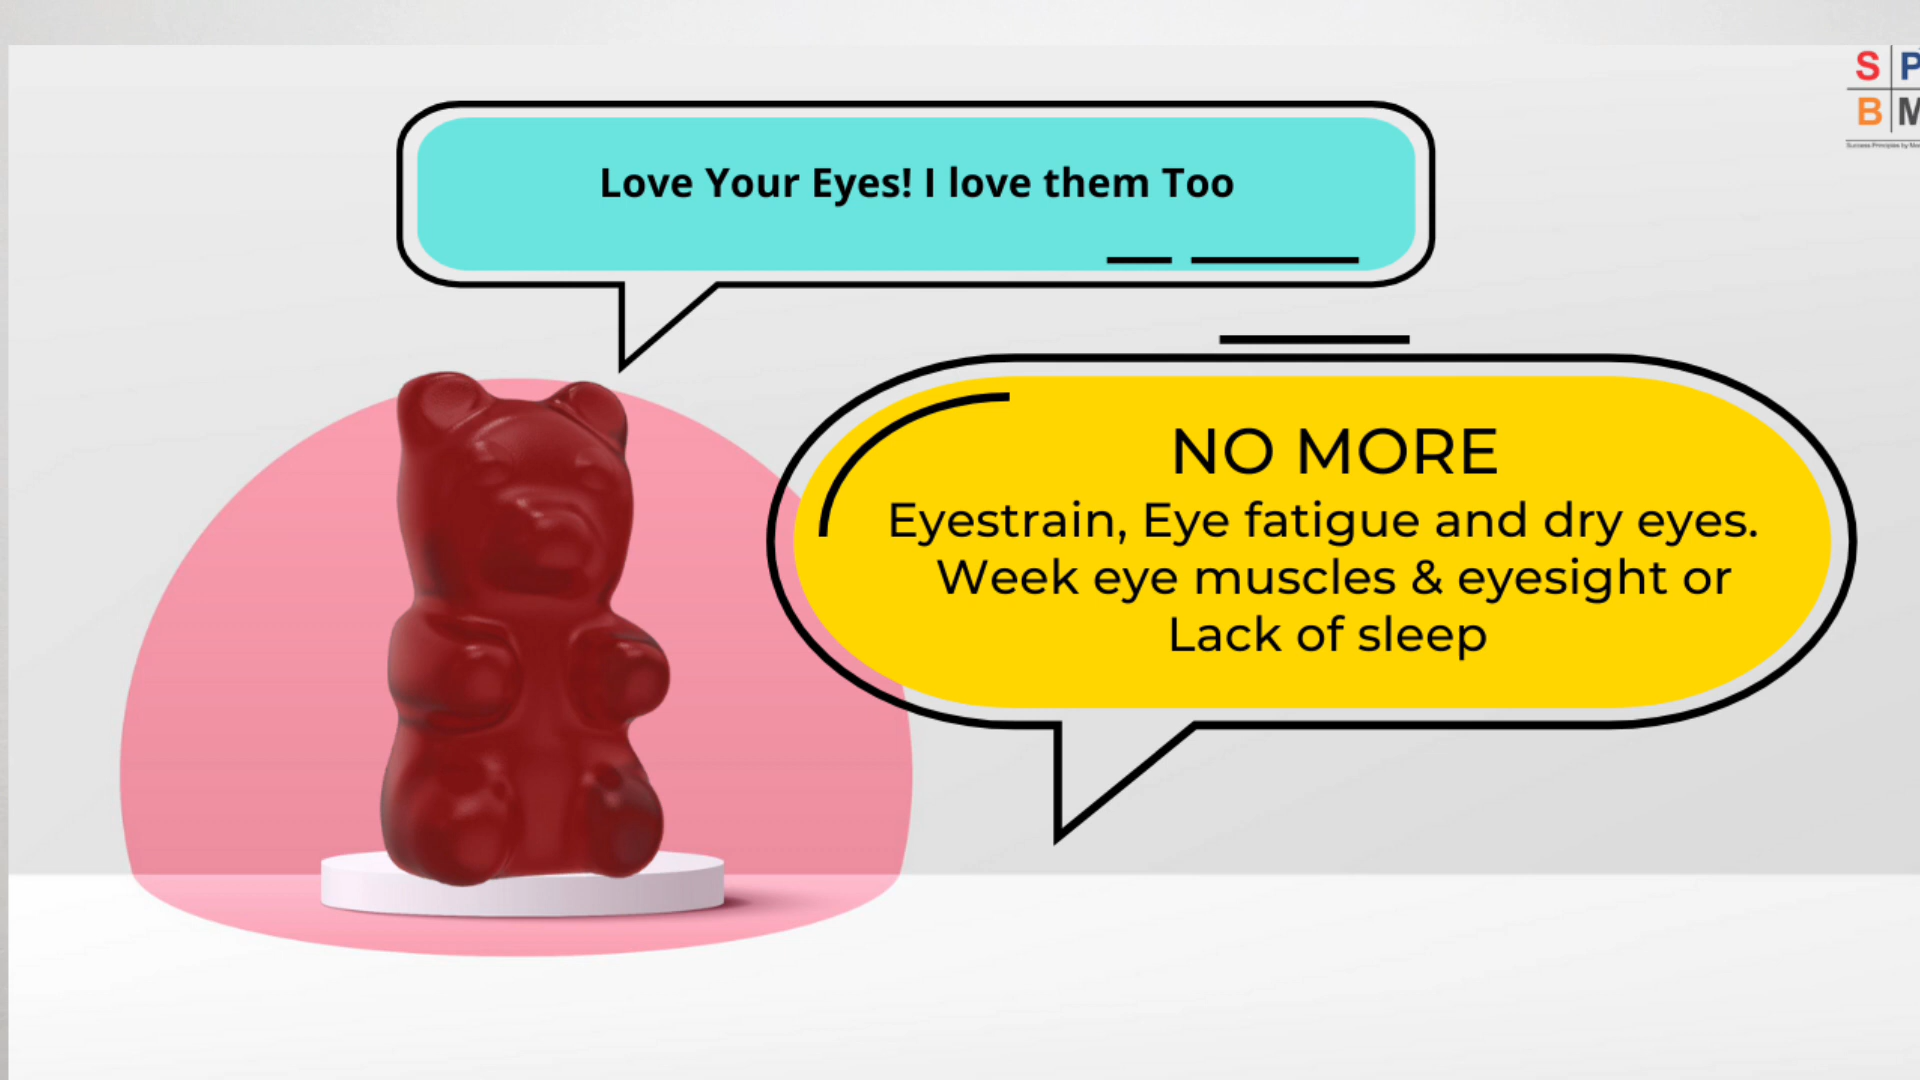 S P
B M
Love Your Eyes! I love them Too
NO MORE
Eyestrain, Eye fatigue and dry eyes.
Week eye muscles & eyesight or
Lack of sleep